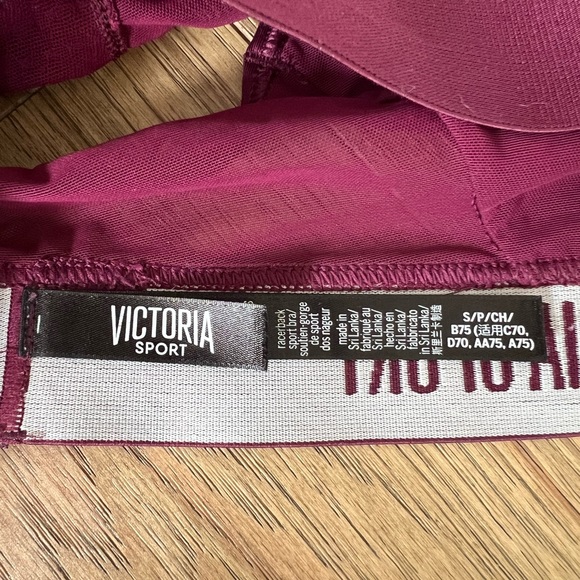 VICTORIA
SPORT
racerback
sport bra/
soutien-gorge
de sport
dos nageur
made in
Sri Lanka/
fabriqué au
Sri Lanka/
hecho en
Sri Lanka/
fabricado
in Sri Lanka/
斯里兰卡制造
S/P/CH/
B75 (适用C70,
D70, AA75, A75)